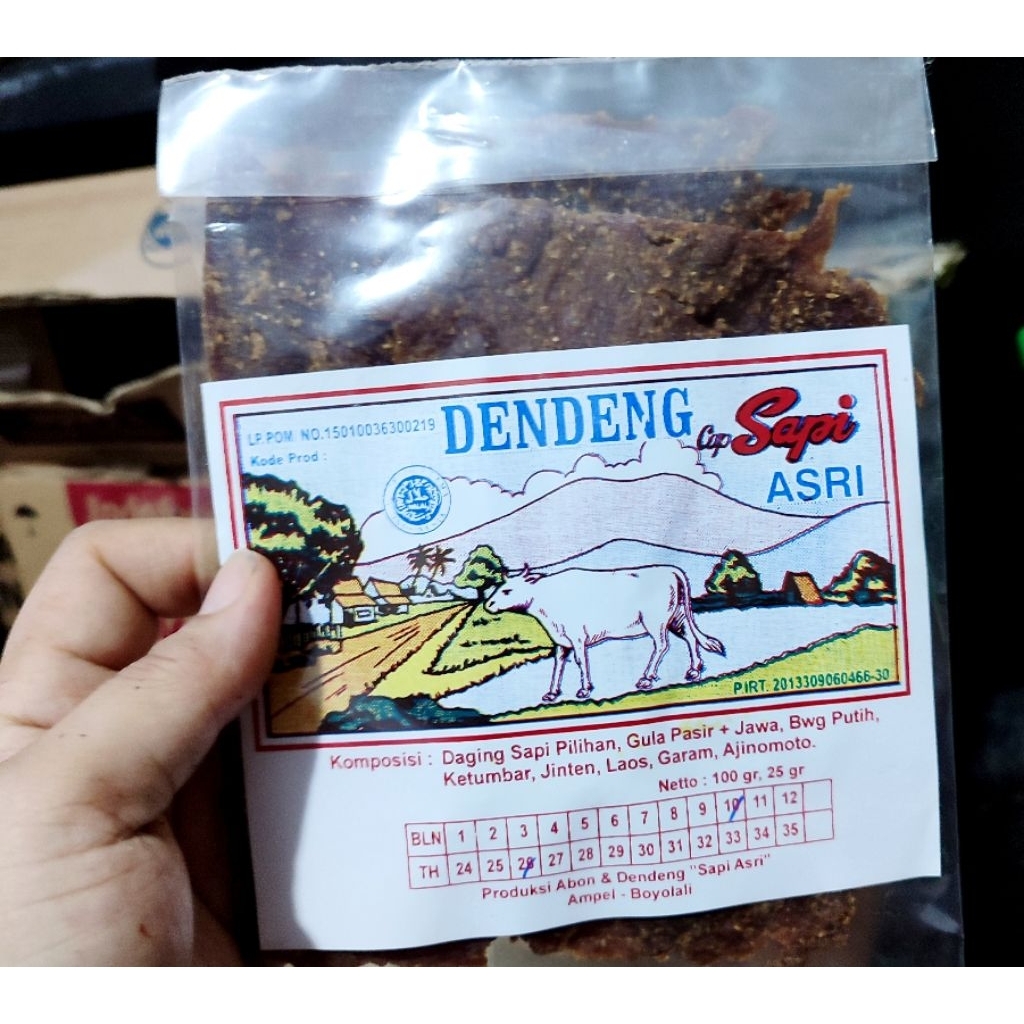 LP.POM NO.15010036300219
Kode Prod :
DENDENG
Cap Sapi
ASRI
HALAL
PIRT. 2013309060466-30
Komposisi : Daging Sapi Pilihan, Gula Pasir + Jawa, Bwg Putih,
Ketumbar, Jinten, Laos, Garam, Ajinomoto.
Netto : 100 gr, 25 gr
BLN 1 2 3 4 5 6 7 8 9 10 11 12
TH 24 25 26 27 28 29 30 31 32 33 34 35
Produksi Abon & Dendeng "Sapi Asri"
Ampel - Boyolali